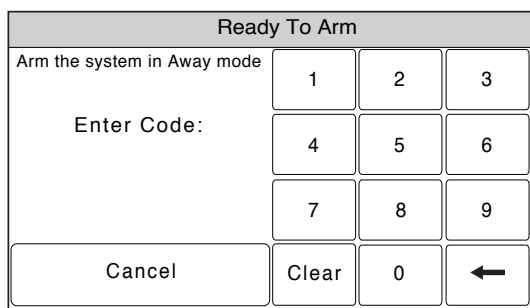 Ready To Arm
Arm the system in Away mode
Enter Code:
1 2 3
4 5 6
7 8 9
Cancel Clear 0 ←